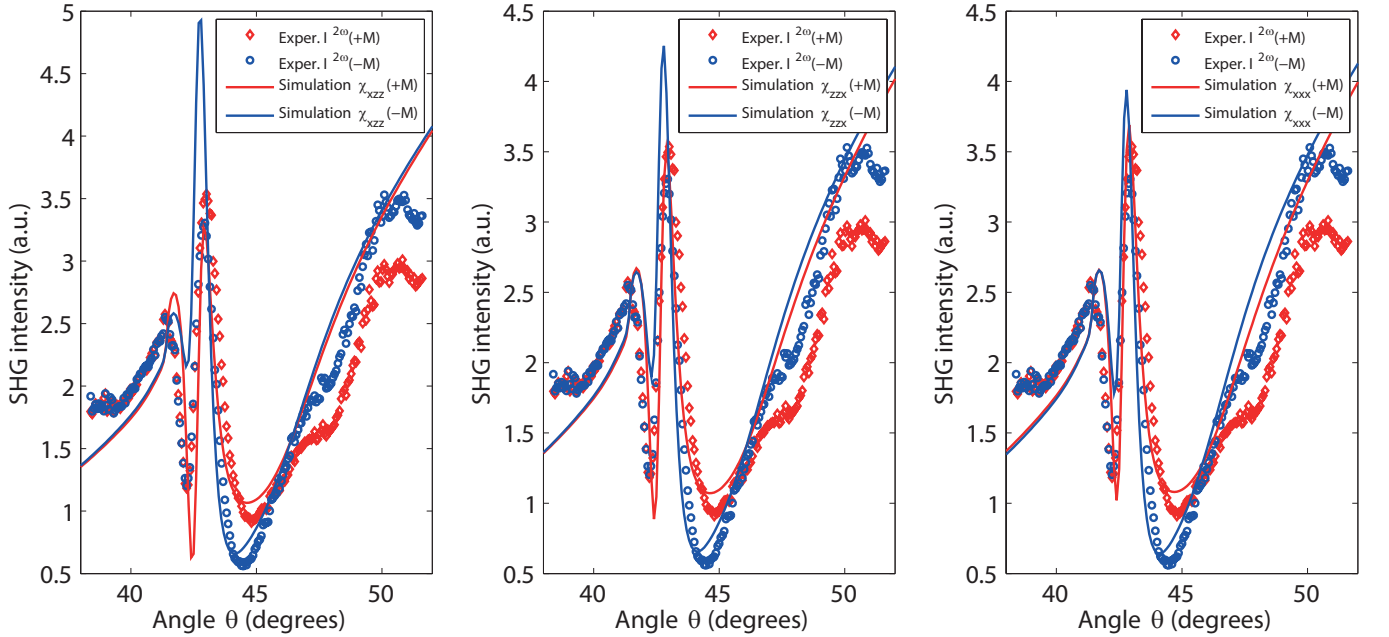 5
4.5
4
3.5
3
2.5
2
1.5
1
0.5
40
45
50
SHG intensity (a.u.)
Angle θ (degrees)
Exper. I 2ω(+M)
Exper. I 2ω(−M)
Simulation χxzz(+M)
Simulation χxzz(−M)
4.5
4
3.5
3
2.5
2
1.5
1
0.5
40
45
50
SHG intensity (a.u.)
Angle θ (degrees)
Exper. I 2ω(+M)
Exper. I 2ω(−M)
Simulation χzzx(+M)
Simulation χzzx(−M)
4.5
4
3.5
3
2.5
2
1.5
1
0.5
40
45
50
SHG intensity (a.u.)
Angle θ (degrees)
Exper. I 2ω(+M)
Exper. I 2ω(−M)
Simulation χxxx(+M)
Simulation χxxx(−M)